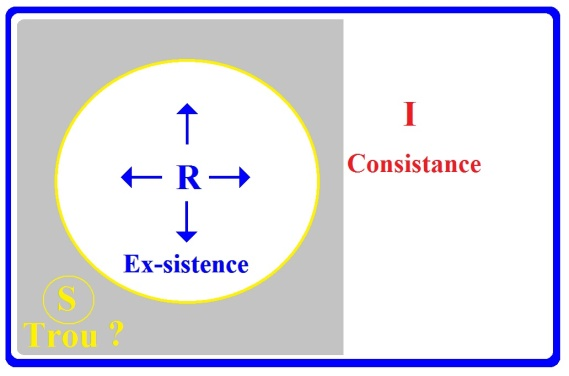 R
Ex-sistence
S
Trou ?
I
Consistance